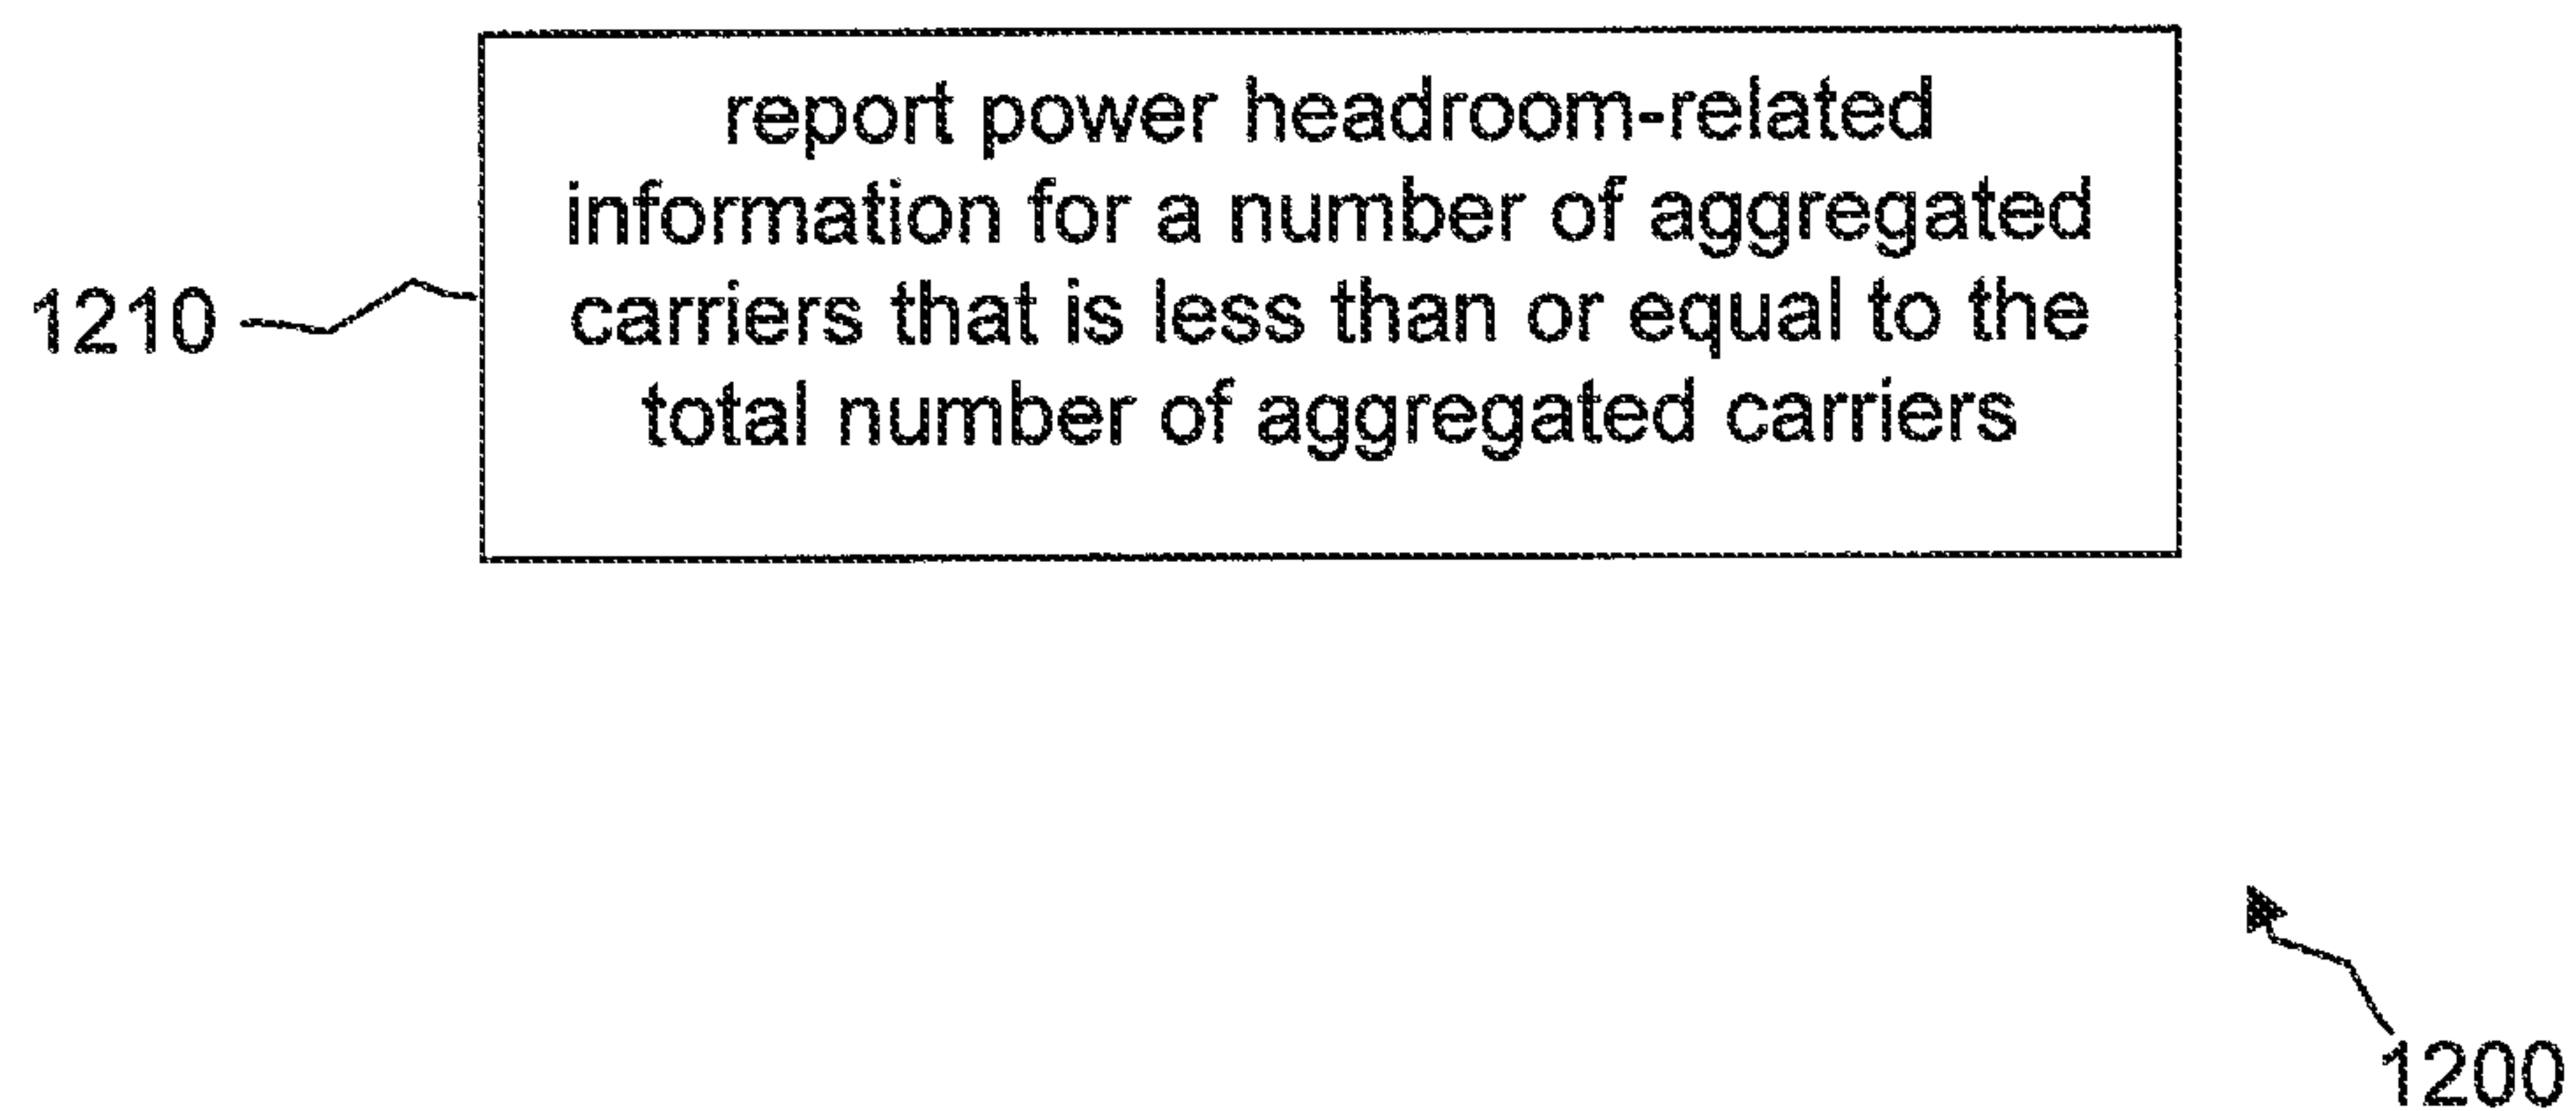 report power headroom-related
information for a number of aggregated
carriers that is less than or equal to the
total number of aggregated carriers
1210
1200